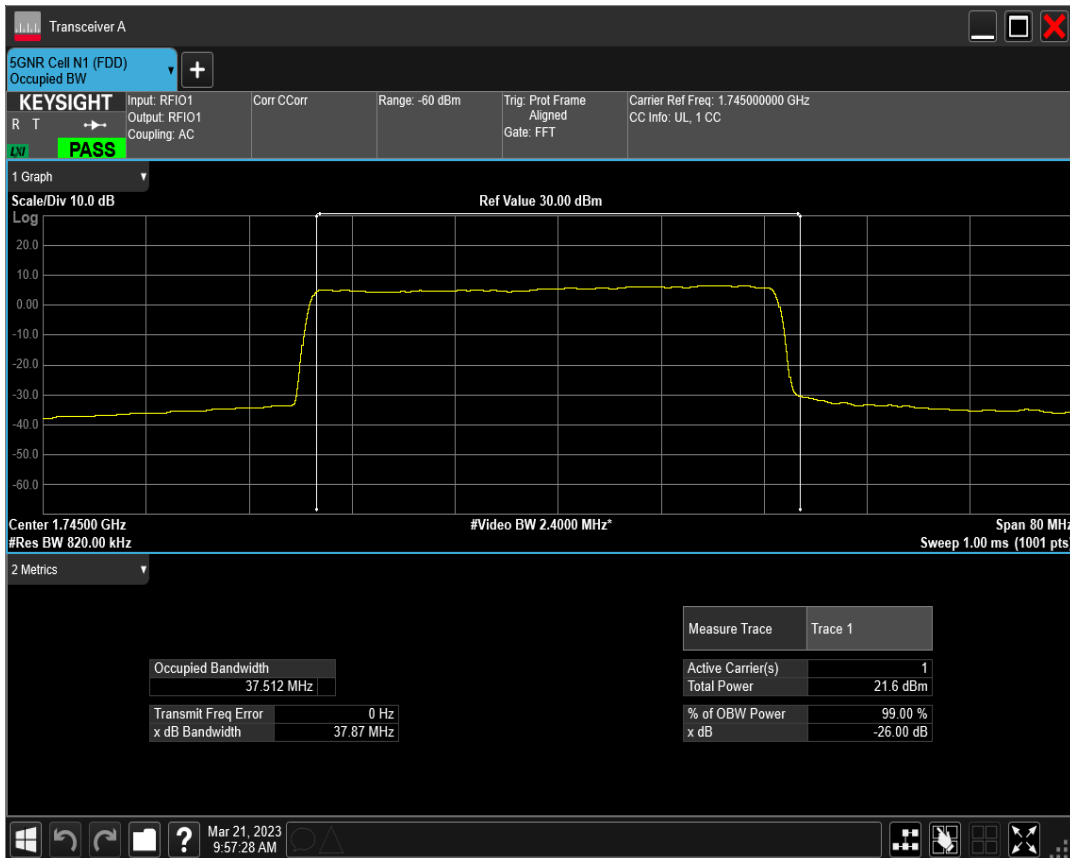 Transceiver A
5GNR Cell N1 (FDD)
Occupied BW
+
KEYSIGHT
R T
LXI
PASS
Input: RFIO1
Output: RFIO1
Coupling: AC
Corr CCorr
Range: -60 dBm
Trig: Prot Frame
Aligned
Gate: FFT
Carrier Ref Freq: 1.745000000 GHz
CC Info: UL, 1 CC
1 Graph
Scale/Div 10.0 dB
Ref Value 30.00 dBm
Log
20.0
10.0
0.00
-10.0
-20.0
-30.0
-40.0
-50.0
-60.0
Center 1.74500 GHz
#Video BW 2.4000 MHz*
Span 80 MHz
#Res BW 820.00 kHz
Sweep 1.00 ms (1001 pts)
2 Metrics
Measure Trace Trace 1
Occupied Bandwidth
37.512 MHz
Transmit Freq Error 0 Hz
x dB Bandwidth 37.87 MHz
Active Carrier(s) 1
Total Power 21.6 dBm
% of OBW Power 99.00 %
x dB -26.00 dB
?
Mar 21, 2023
9:57:28 AM